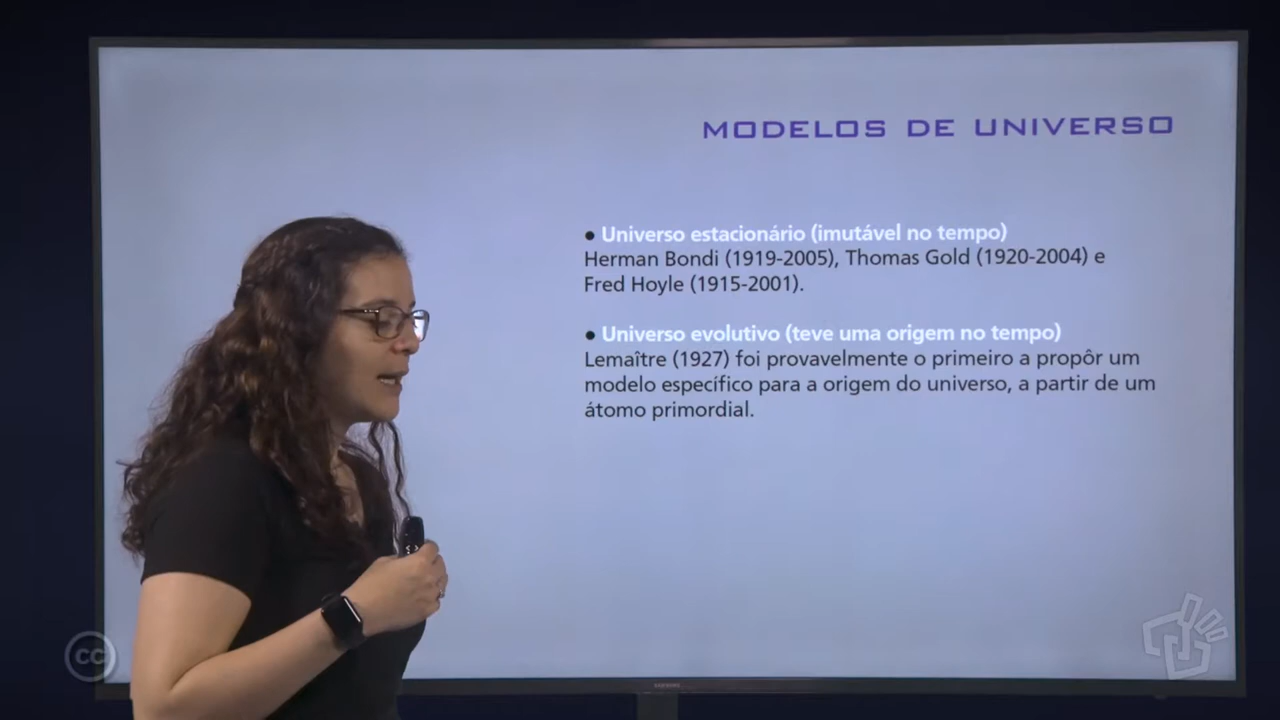 MODELOS DE UNIVERSO
● Universo estacionário (imutável no tempo)
Herman Bondi (1919-2005), Thomas Gold (1920-2004) e
Fred Hoyle (1915-2001).
● Universo evolutivo (teve uma origem no tempo)
Lemaître (1927) foi provavelmente o primeiro a propôr um
modelo específico para a origem do universo, a partir de um
átomo primordial.
cc
SAMSUNG